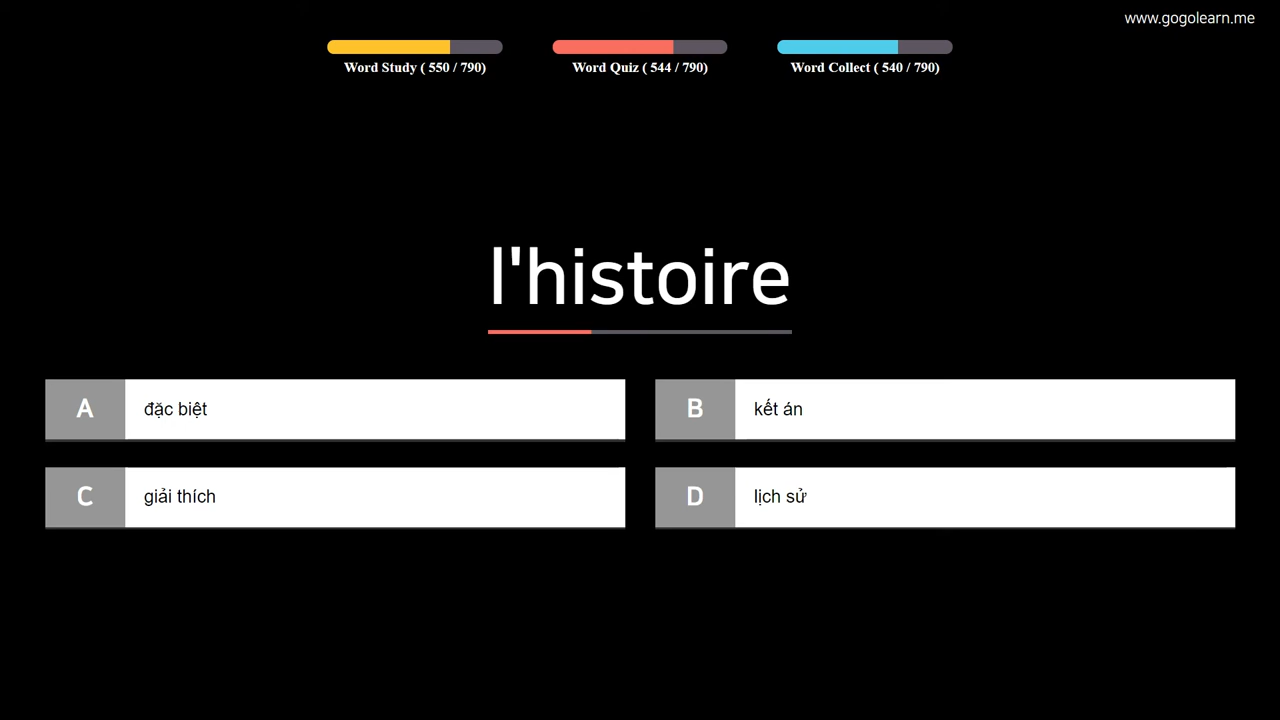 www.gogolearn.me
Word Study ( 550 / 790)
Word Quiz ( 544 / 790)
Word Collect ( 540 / 790)
l'histoire
A đặc biệt
B kết án
C giải thích
D lịch sử